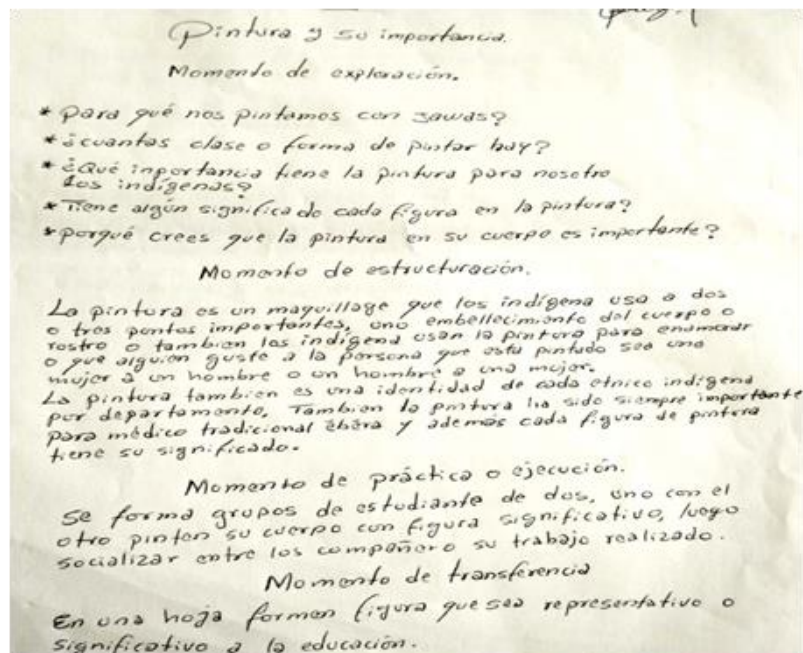 Pintura y su importancia.
Momento de exploración.
* Para qué nos pintamos con jawas?
* ¿cuantas clase o forma de pintar hay?
* ¿Qué inportancia tiene la pintura para nosotro
los indígenas?
* Tiene algún significado cada figura en la pintura?
* porqué crees que la pintura en su cuerpo es importante?
Momento de estructuración.
La pintura es un maquillage que los indígena usa a dos
o tres pontos importantes, uno embellecimiento del cuerpo o
rostro o tambien los indígena usan la pintura para enamorar
o que alguien guste a la persona que está pintado sea una
mujer a un hombre o un hombre a una mujer.
La pintura tambien es una identidad de cada etnico indígena
por departamento. Tambien la pintura ha sido siempre importante
para médico tradicional ēbēra y ademas cada figura de pintura
tiene su significado.
Momento de práctica o ejecución.
Se forma grupos de estudiante de dos, uno con el
otro pinten su cuerpo con figura significativo, luego
socializar entre los compañero su trabajo realizado.
Momento de transferencia
En una hoja formen figura que sea representativo o
significativo a la educación.